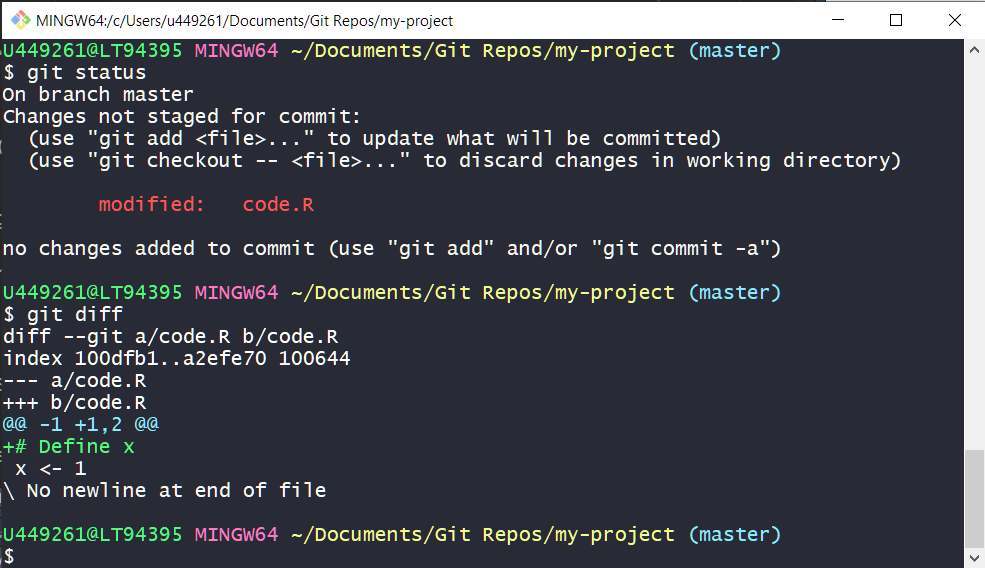 MINGW64:/c/Users/u449261/Documents/Git Repos/my-project
U449261@LT94395 MINGW64 ~/Documents/Git Repos/my-project (master)
$ git status
On branch master
Changes not staged for commit:
  (use "git add <file>..." to update what will be committed)
  (use "git checkout -- <file>..." to discard changes in working directory)
        modified:   code.R
no changes added to commit (use "git add" and/or "git commit -a")
U449261@LT94395 MINGW64 ~/Documents/Git Repos/my-project (master)
$ git diff
diff --git a/code.R b/code.R
index 100dfb1..a2efe70 100644
--- a/code.R
+++ b/code.R
@@ -1 +1,2 @@
+# Define x
 x <- 1
\ No newline at end of file
U449261@LT94395 MINGW64 ~/Documents/Git Repos/my-project (master)
$